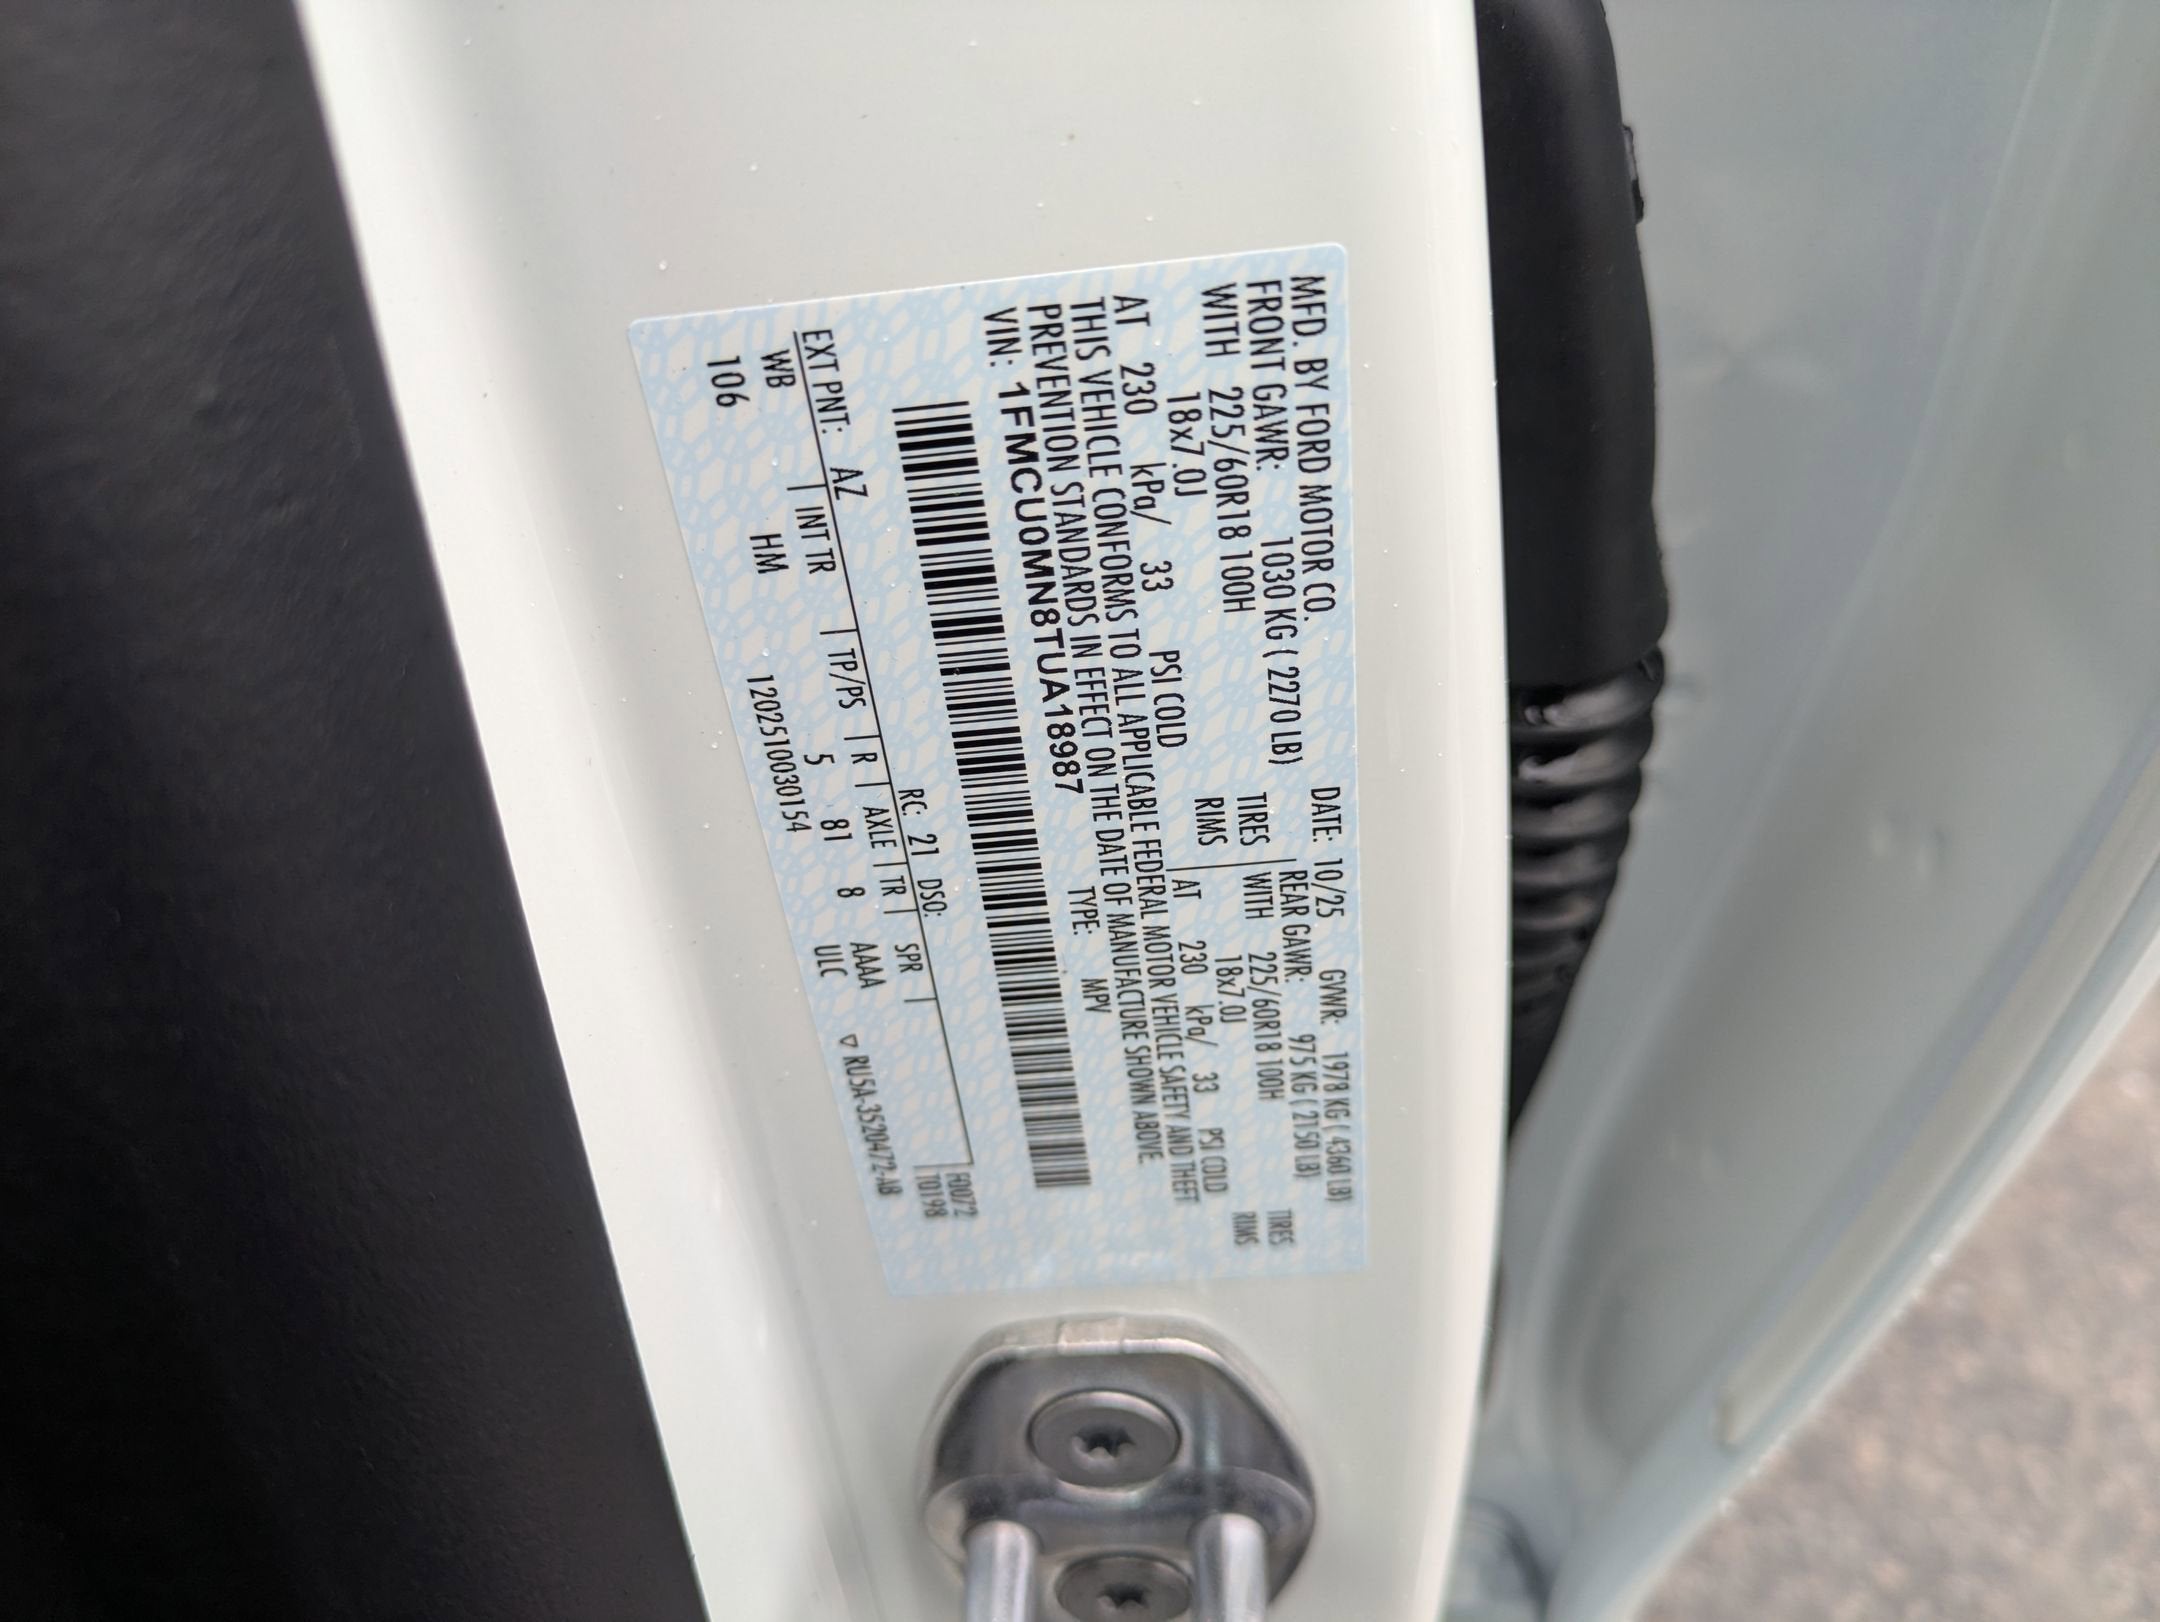 MFD. BY FORD MOTOR CO. DATE: 10/25 GVWR: 1978 KG ( 4360 LB)
FRONT GAWR: 1030 KG ( 2270 LB) REAR GAWR: 975 KG ( 2150 LB)
WITH 225/60R18 100H TIRES WITH 225/60R18 100H TIRES
18x7.0J RIMS 18x7.0J RIMS
AT 230 kPa/ 33 PSI COLD AT 230 kPa/ 33 PSI COLD
THIS VEHICLE CONFORMS TO ALL APPLICABLE FEDERAL MOTOR VEHICLE SAFETY AND THEFT
PREVENTION STANDARDS IN EFFECT ON THE DATE OF MANUFACTURE SHOWN ABOVE.
VIN: 1FMCU0MN8TUA18987 TYPE: MPV
F0072
T0198
EXT PNT: AZ RC: 21 DSO:
WB | INT TR | TP/PS | R | AXLE | TR | SPR |
106 HM 5 81 8 AAAA
1202510030154 ULC ▽ RU5A-3520472-AB